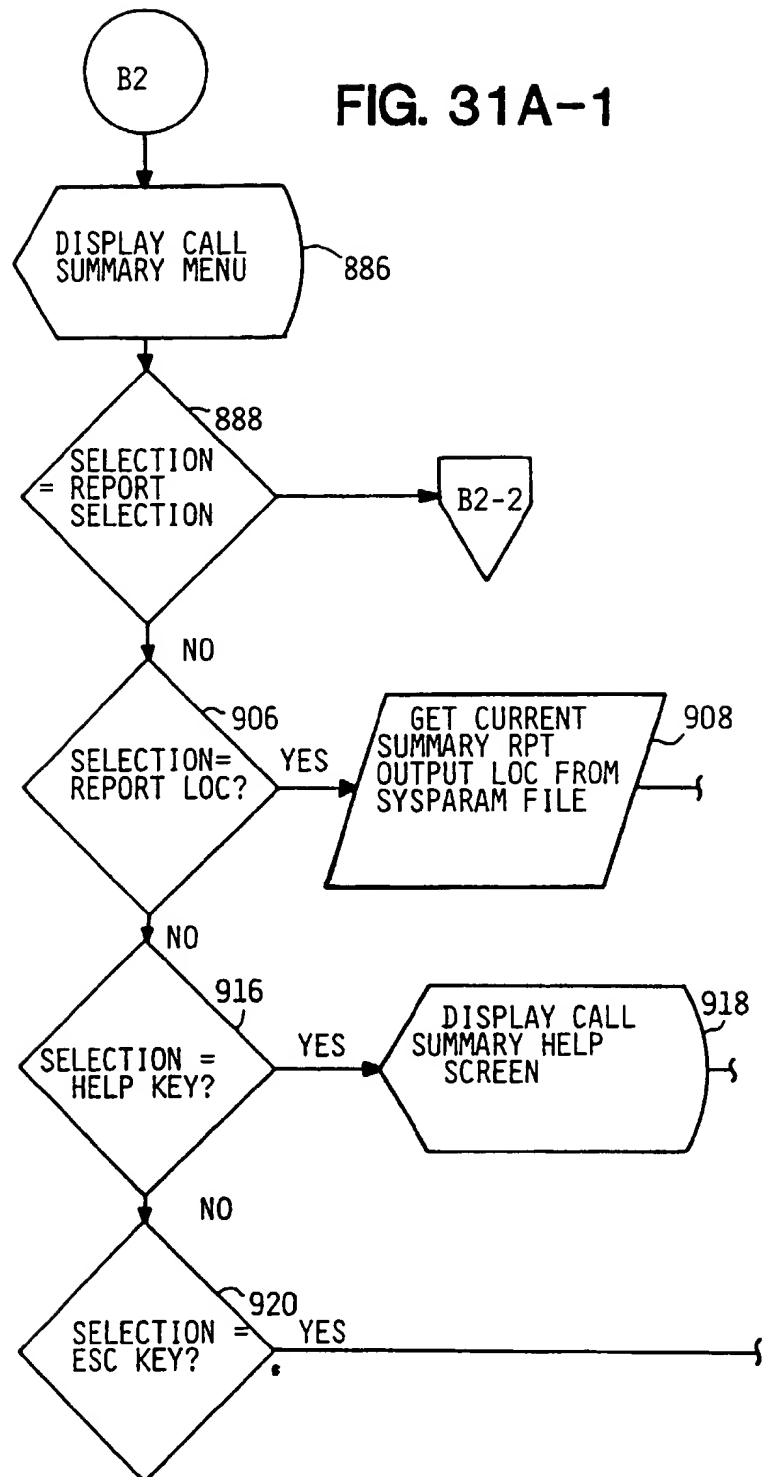 B2
FIG. 31A-1
DISPLAY CALL
SUMMARY MENU
886
888
SELECTION
= REPORT
SELECTION
B2-2
NO
906
SELECTION=
REPORT LOC?
YES
GET CURRENT
SUMMARY RPT
OUTPUT LOC FROM
SYSPARAM FILE
908
NO
916
SELECTION =
HELP KEY?
YES
DISPLAY CALL
SUMMARY HELP
SCREEN
918
NO
920
SELECTION =
ESC KEY?
YES